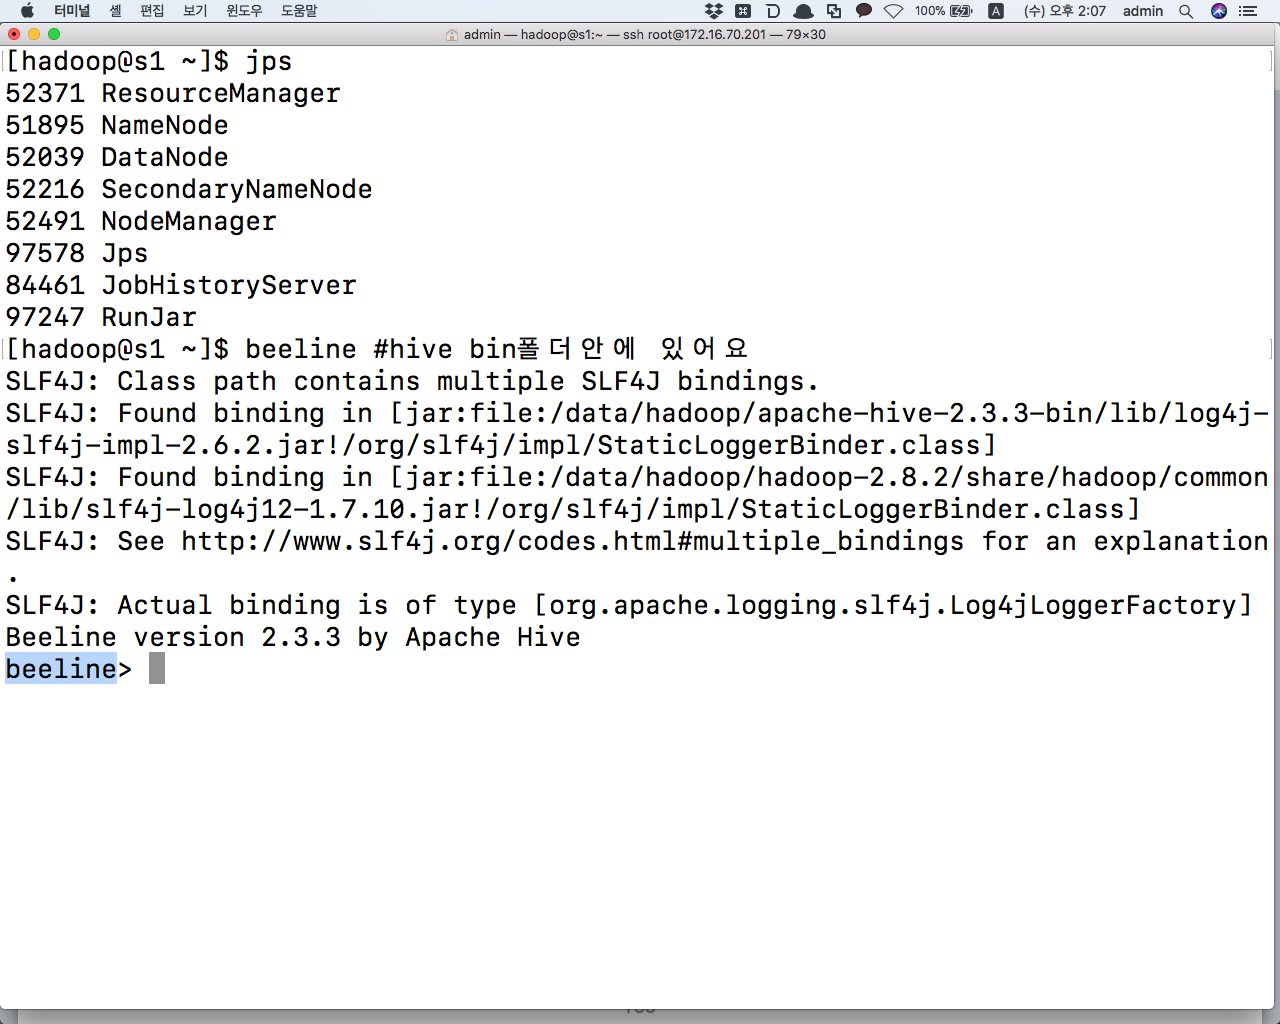 터미널 셸 편집 보기 윈도우 도움말 100% A (수) 오후 2:07 admin
admin — hadoop@s1:~ — ssh root@172.16.70.201 — 79×30
[hadoop@s1 ~]$ jps
52371 ResourceManager
51895 NameNode
52039 DataNode
52216 SecondaryNameNode
52491 NodeManager
97578 Jps
84461 JobHistoryServer
97247 RunJar
[hadoop@s1 ~]$ beeline #hive bin폴더안에 있어요
SLF4J: Class path contains multiple SLF4J bindings.
SLF4J: Found binding in [jar:file:/data/hadoop/apache-hive-2.3.3-bin/lib/log4j-
slf4j-impl-2.6.2.jar!/org/slf4j/impl/StaticLoggerBinder.class]
SLF4J: Found binding in [jar:file:/data/hadoop/hadoop-2.8.2/share/hadoop/common
/lib/slf4j-log4j12-1.7.10.jar!/org/slf4j/impl/StaticLoggerBinder.class]
SLF4J: See http://www.slf4j.org/codes.html#multiple_bindings for an explanation
.
SLF4J: Actual binding is of type [org.apache.logging.slf4j.Log4jLoggerFactory]
Beeline version 2.3.3 by Apache Hive
beeline>